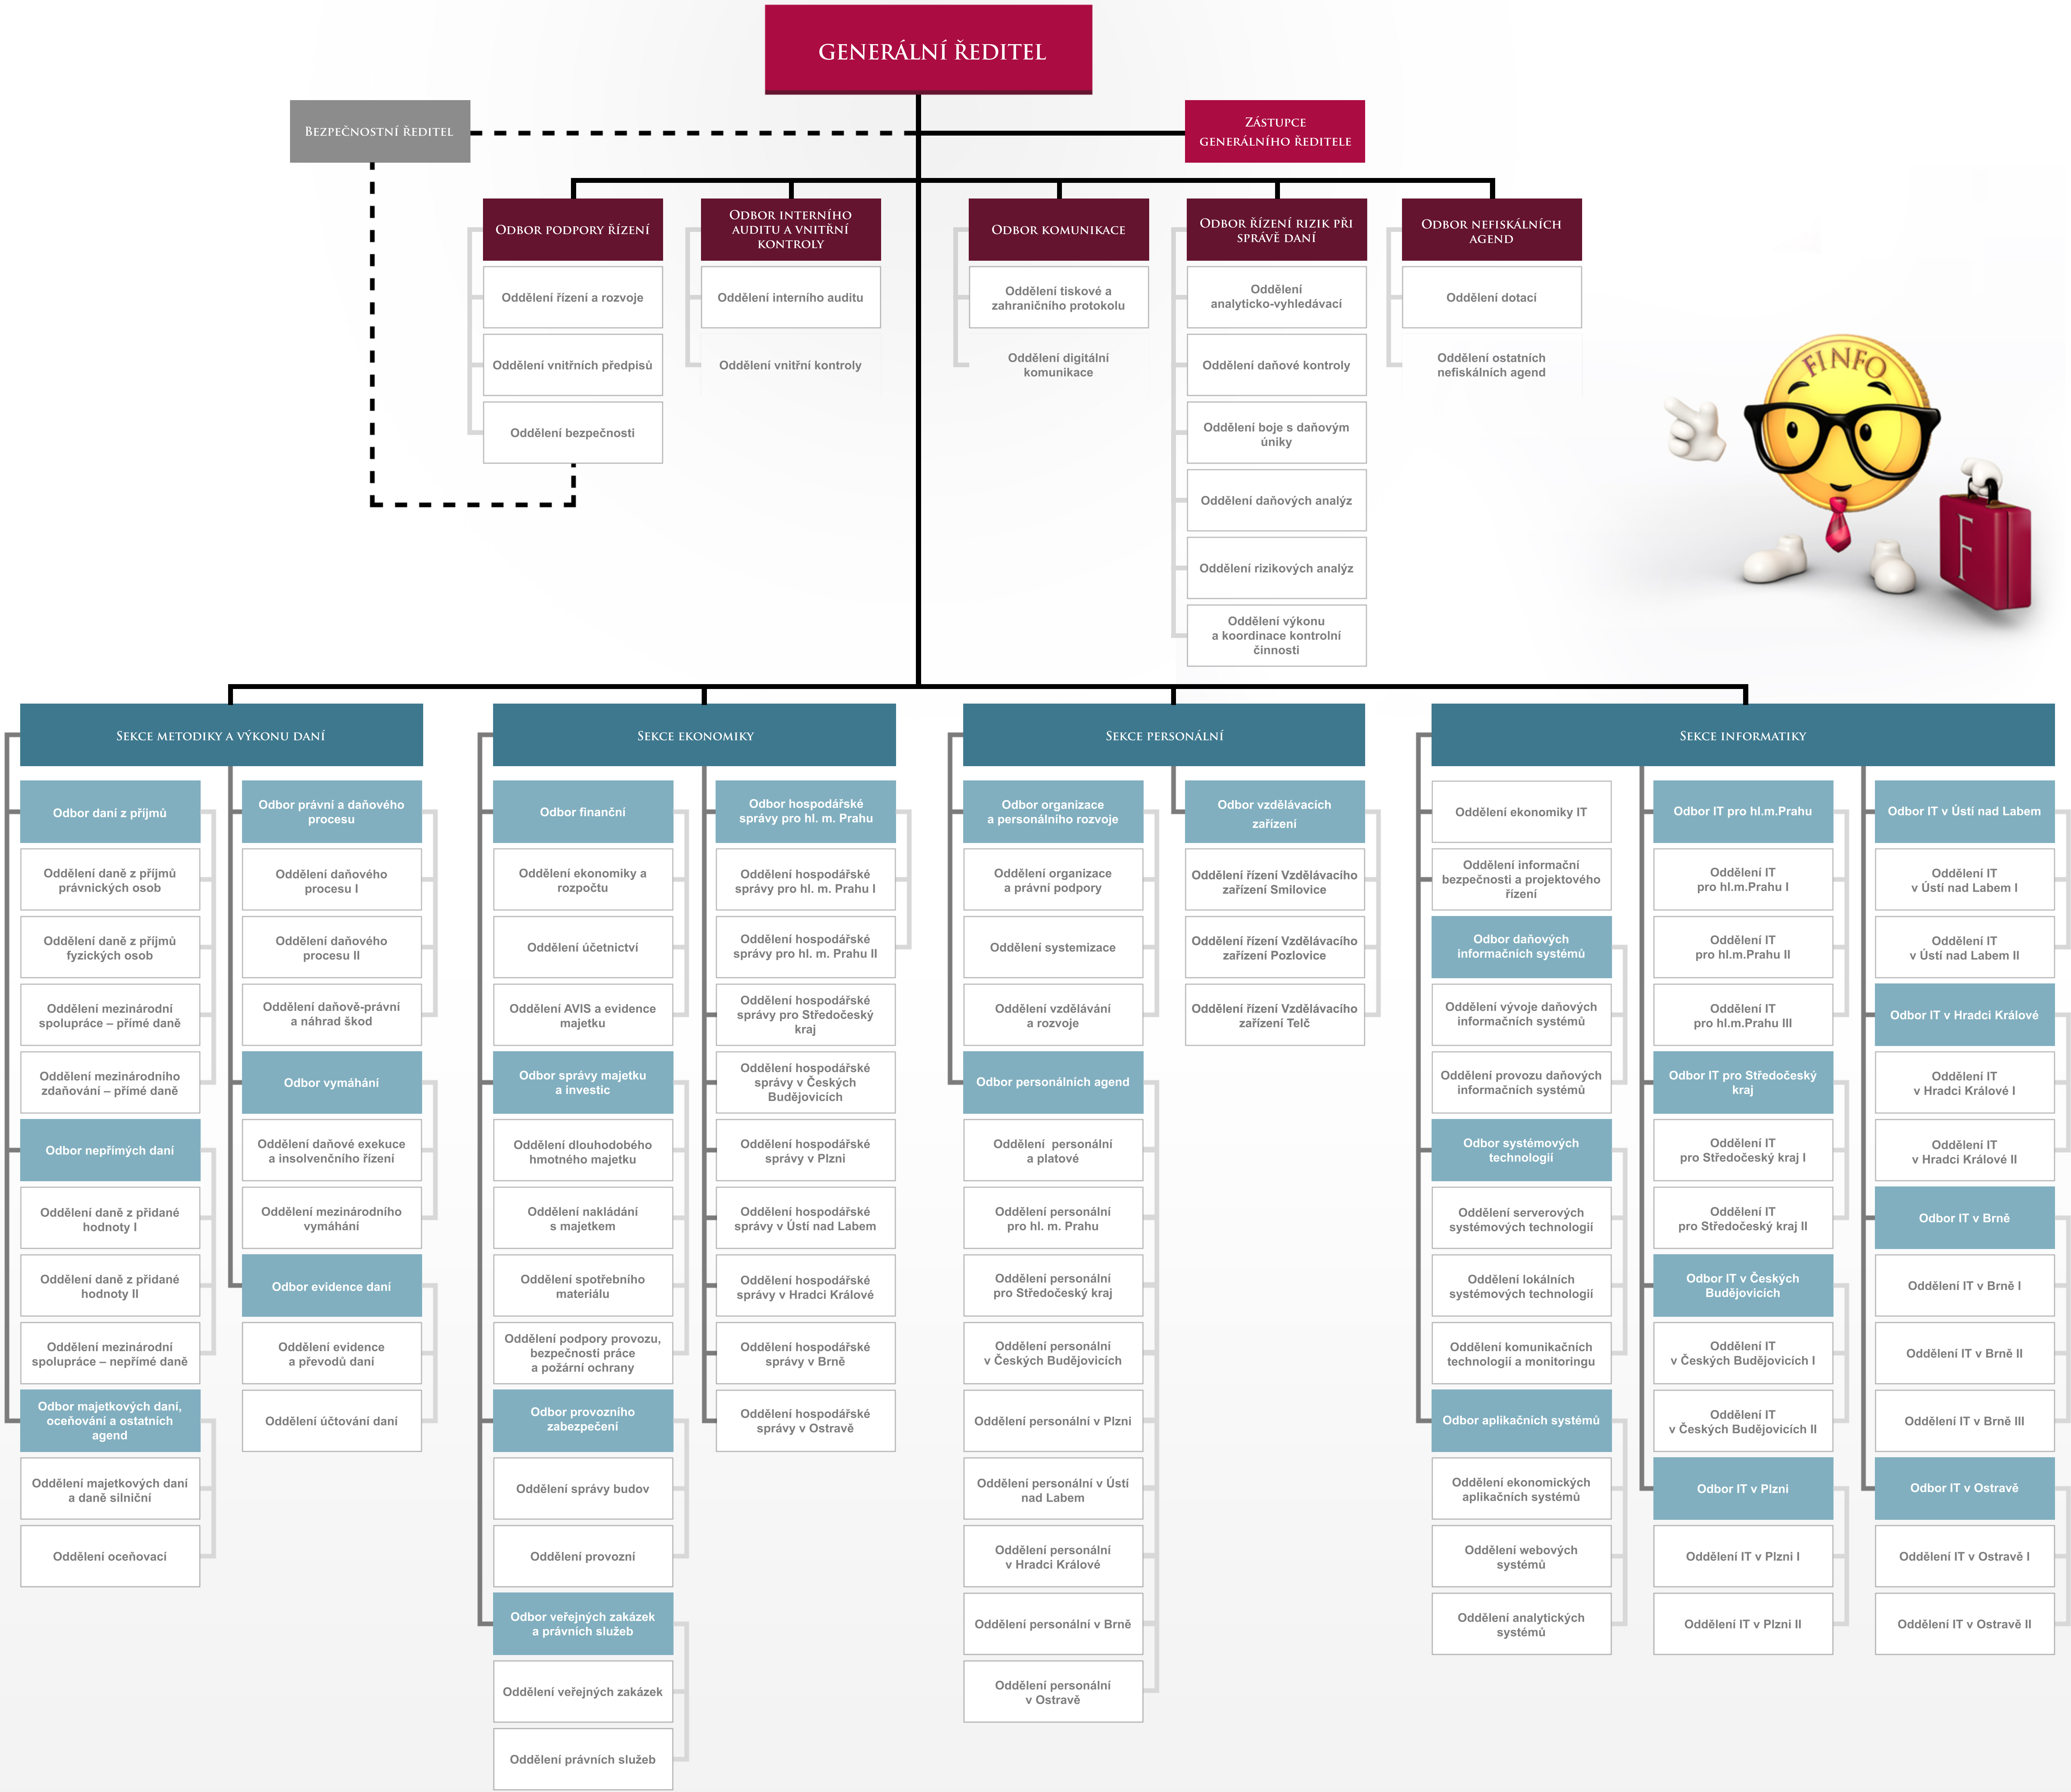 GENERÁLNÍ ŘEDITEL
Bezpečnostní ředitel
Zástupce
generálního ředitele
Odbor podpory řízení
Oddělení řízení a rozvoje
Oddělení vnitřních předpisů
Oddělení bezpečnosti
Odbor interního
auditu a vnitřní
kontroly
Oddělení interního auditu
Oddělení vnitřní kontroly
Odbor komunikace
Oddělení tiskové a
zahraničního protokolu
Oddělení digitální
komunikace
Odbor řízení rizik při
správě daní
Oddělení
analyticko-vyhledávací
Oddělení daňové kontroly
Oddělení boje s daňovým
úniky
Oddělení daňových analýz
Oddělení rizikových analýz
Oddělení výkonu
a koordinace kontrolní
činnosti
Odbor nefiskálních
agend
Oddělení dotací
Oddělení ostatních
nefiskálních agend
FINFO
F
Sekce metodiky a výkonu daní
Odbor daní z příjmů
Oddělení daně z příjmů
právnických osob
Oddělení daně z příjmů
fyzických osob
Oddělení mezinárodní
spolupráce – přímé daně
Oddělení mezinárodního
zdaňování – přímé daně
Odbor nepřímých daní
Oddělení daně z přidané
hodnoty I
Oddělení daně z přidané
hodnoty II
Oddělení mezinárodní
spolupráce – nepřímé daně
Odbor majetkových daní,
oceňování a ostatních
agend
Oddělení majetkových daní
a daně silniční
Oddělení oceňovací
Odbor právní a daňového
procesu
Oddělení daňového
procesu I
Oddělení daňového
procesu II
Oddělení daňově-právní
a náhrad škod
Odbor vymáhání
Oddělení daňové exekuce
a insolvenčního řízení
Oddělení mezinárodního
vymáhání
Odbor evidence daní
Oddělení evidence
a převodů daní
Oddělení účtování daní
Sekce ekonomiky
Odbor finanční
Oddělení ekonomiky a
rozpočtu
Oddělení účetnictví
Oddělení AVIS a evidence
majetku
Odbor správy majetku
a investic
Oddělení dlouhodobého
hmotného majetku
Oddělení nakládání
s majetkem
Oddělení spotřebního
materiálu
Oddělení podpory provozu,
bezpečnosti práce
a požární ochrany
Odbor provozního
zabezpečení
Oddělení správy budov
Oddělení provozní
Odbor veřejných zakázek
a právních služeb
Oddělení veřejných zakázek
Oddělení právních služeb
Odbor hospodářské
správy pro hl. m. Prahu
Oddělení hospodářské
správy pro hl. m. Prahu I
Oddělení hospodářské
správy pro hl. m. Prahu II
Oddělení hospodářské
správy pro Středočeský
kraj
Oddělení hospodářské
správy v Českých
Budějovicích
Oddělení hospodářské
správy v Plzni
Oddělení hospodářské
správy v Ústí nad Labem
Oddělení hospodářské
správy v Hradci Králové
Oddělení hospodářské
správy v Brně
Oddělení hospodářské
správy v Ostravě
Sekce personální
Odbor organizace
a personálního rozvoje
Oddělení organizace
a právní podpory
Oddělení systemizace
Oddělení vzdělávání
a rozvoje
Odbor personálních agend
Oddělení personální
a platové
Oddělení personální
pro hl. m. Prahu
Oddělení personální
pro Středočeský kraj
Oddělení personální
v Českých Budějovicích
Oddělení personální v Plzni
Oddělení personální v Ústí
nad Labem
Oddělení personální
v Hradci Králové
Oddělení personální v Brně
Oddělení personální
v Ostravě
Odbor vzdělávacích
zařízení
Oddělení řízení Vzdělávacího
zařízení Smilovice
Oddělení řízení Vzdělávacího
zařízení Pozlovice
Oddělení řízení Vzdělávacího
zařízení Telč
Sekce informatiky
Oddělení ekonomiky IT
Oddělení informační
bezpečnosti a projektového
řízení
Odbor daňových
informačních systémů
Oddělení vývoje daňových
informačních systémů
Oddělení provozu daňových
informačních systémů
Odbor systémových
technologií
Oddělení serverových
systémových technologií
Oddělení lokálních
systémových technologií
Oddělení komunikačních
technologií a monitoringu
Odbor aplikačních systémů
Oddělení ekonomických
aplikačních systémů
Oddělení webových
systémů
Oddělení analytických
systémů
Odbor IT pro hl.m.Prahu
Oddělení IT
pro hl.m.Prahu I
Oddělení IT
pro hl.m.Prahu II
Oddělení IT
pro hl.m.Prahu III
Odbor IT pro Středočeský
kraj
Oddělení IT
pro Středočeský kraj I
Oddělení IT
pro Středočeský kraj II
Odbor IT v Českých
Budějovicích
Oddělení IT
v Českých Budějovicích I
Oddělení IT
v Českých Budějovicích II
Odbor IT v Plzni
Oddělení IT v Plzni I
Oddělení IT v Plzni II
Odbor IT v Ústí nad Labem
Oddělení IT
v Ústí nad Labem I
Oddělení IT
v Ústí nad Labem II
Odbor IT v Hradci Králové
Oddělení IT
v Hradci Králové I
Oddělení IT
v Hradci Králové II
Odbor IT v Brně
Oddělení IT v Brně I
Oddělení IT v Brně II
Oddělení IT v Brně III
Odbor IT v Ostravě
Oddělení IT v Ostravě I
Oddělení IT v Ostravě II